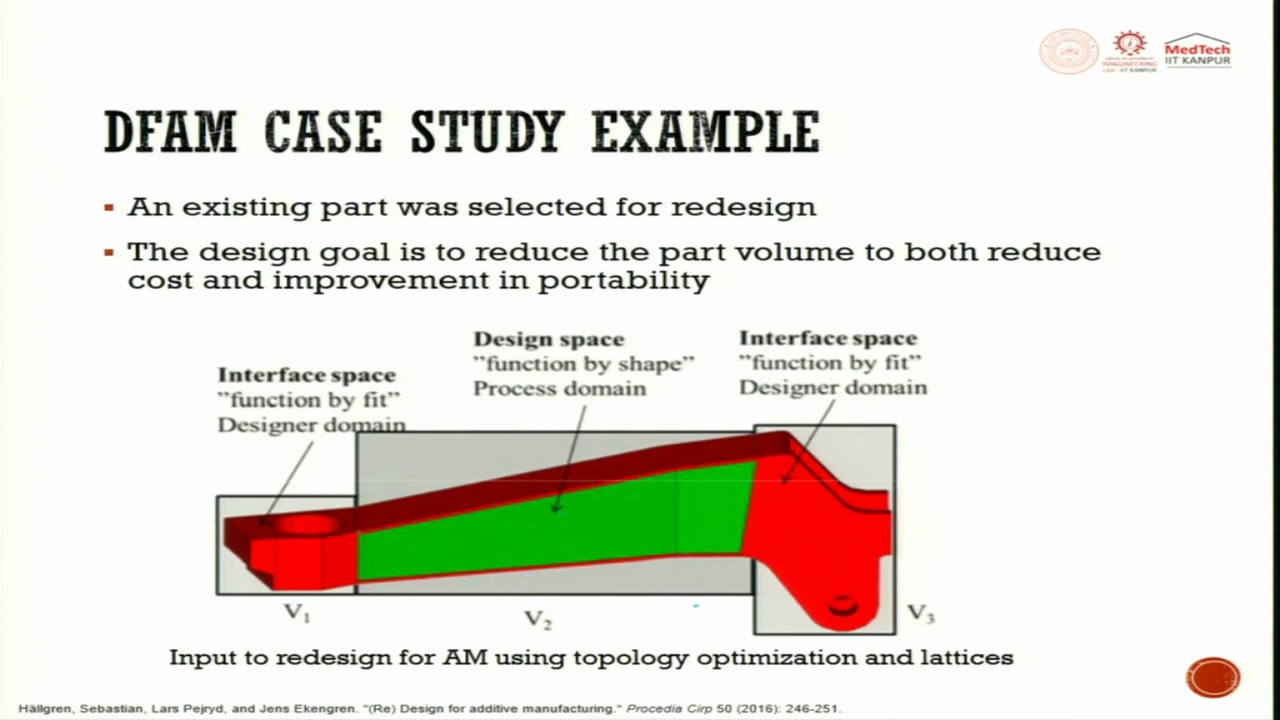 MedTech
IIT KANPUR
IMAGINEERING
LAB: IIT KANPUR
DFAM CASE STUDY EXAMPLE
An existing part was selected for redesign
The design goal is to reduce the part volume to both reduce
cost and improvement in portability
Interface space
"function by fit"
Designer domain
Design space
"function by shape"
Process domain
Interface space
"function by fit"
Designer domain
V1
V2
V3
Input to redesign for AM using topology optimization and lattices
Hällgren, Sebastian, Lars Pejryd, and Jens Ekengren. "(Re) Design for additive manufacturing." Procedia Cirp 50 (2016): 246-251.